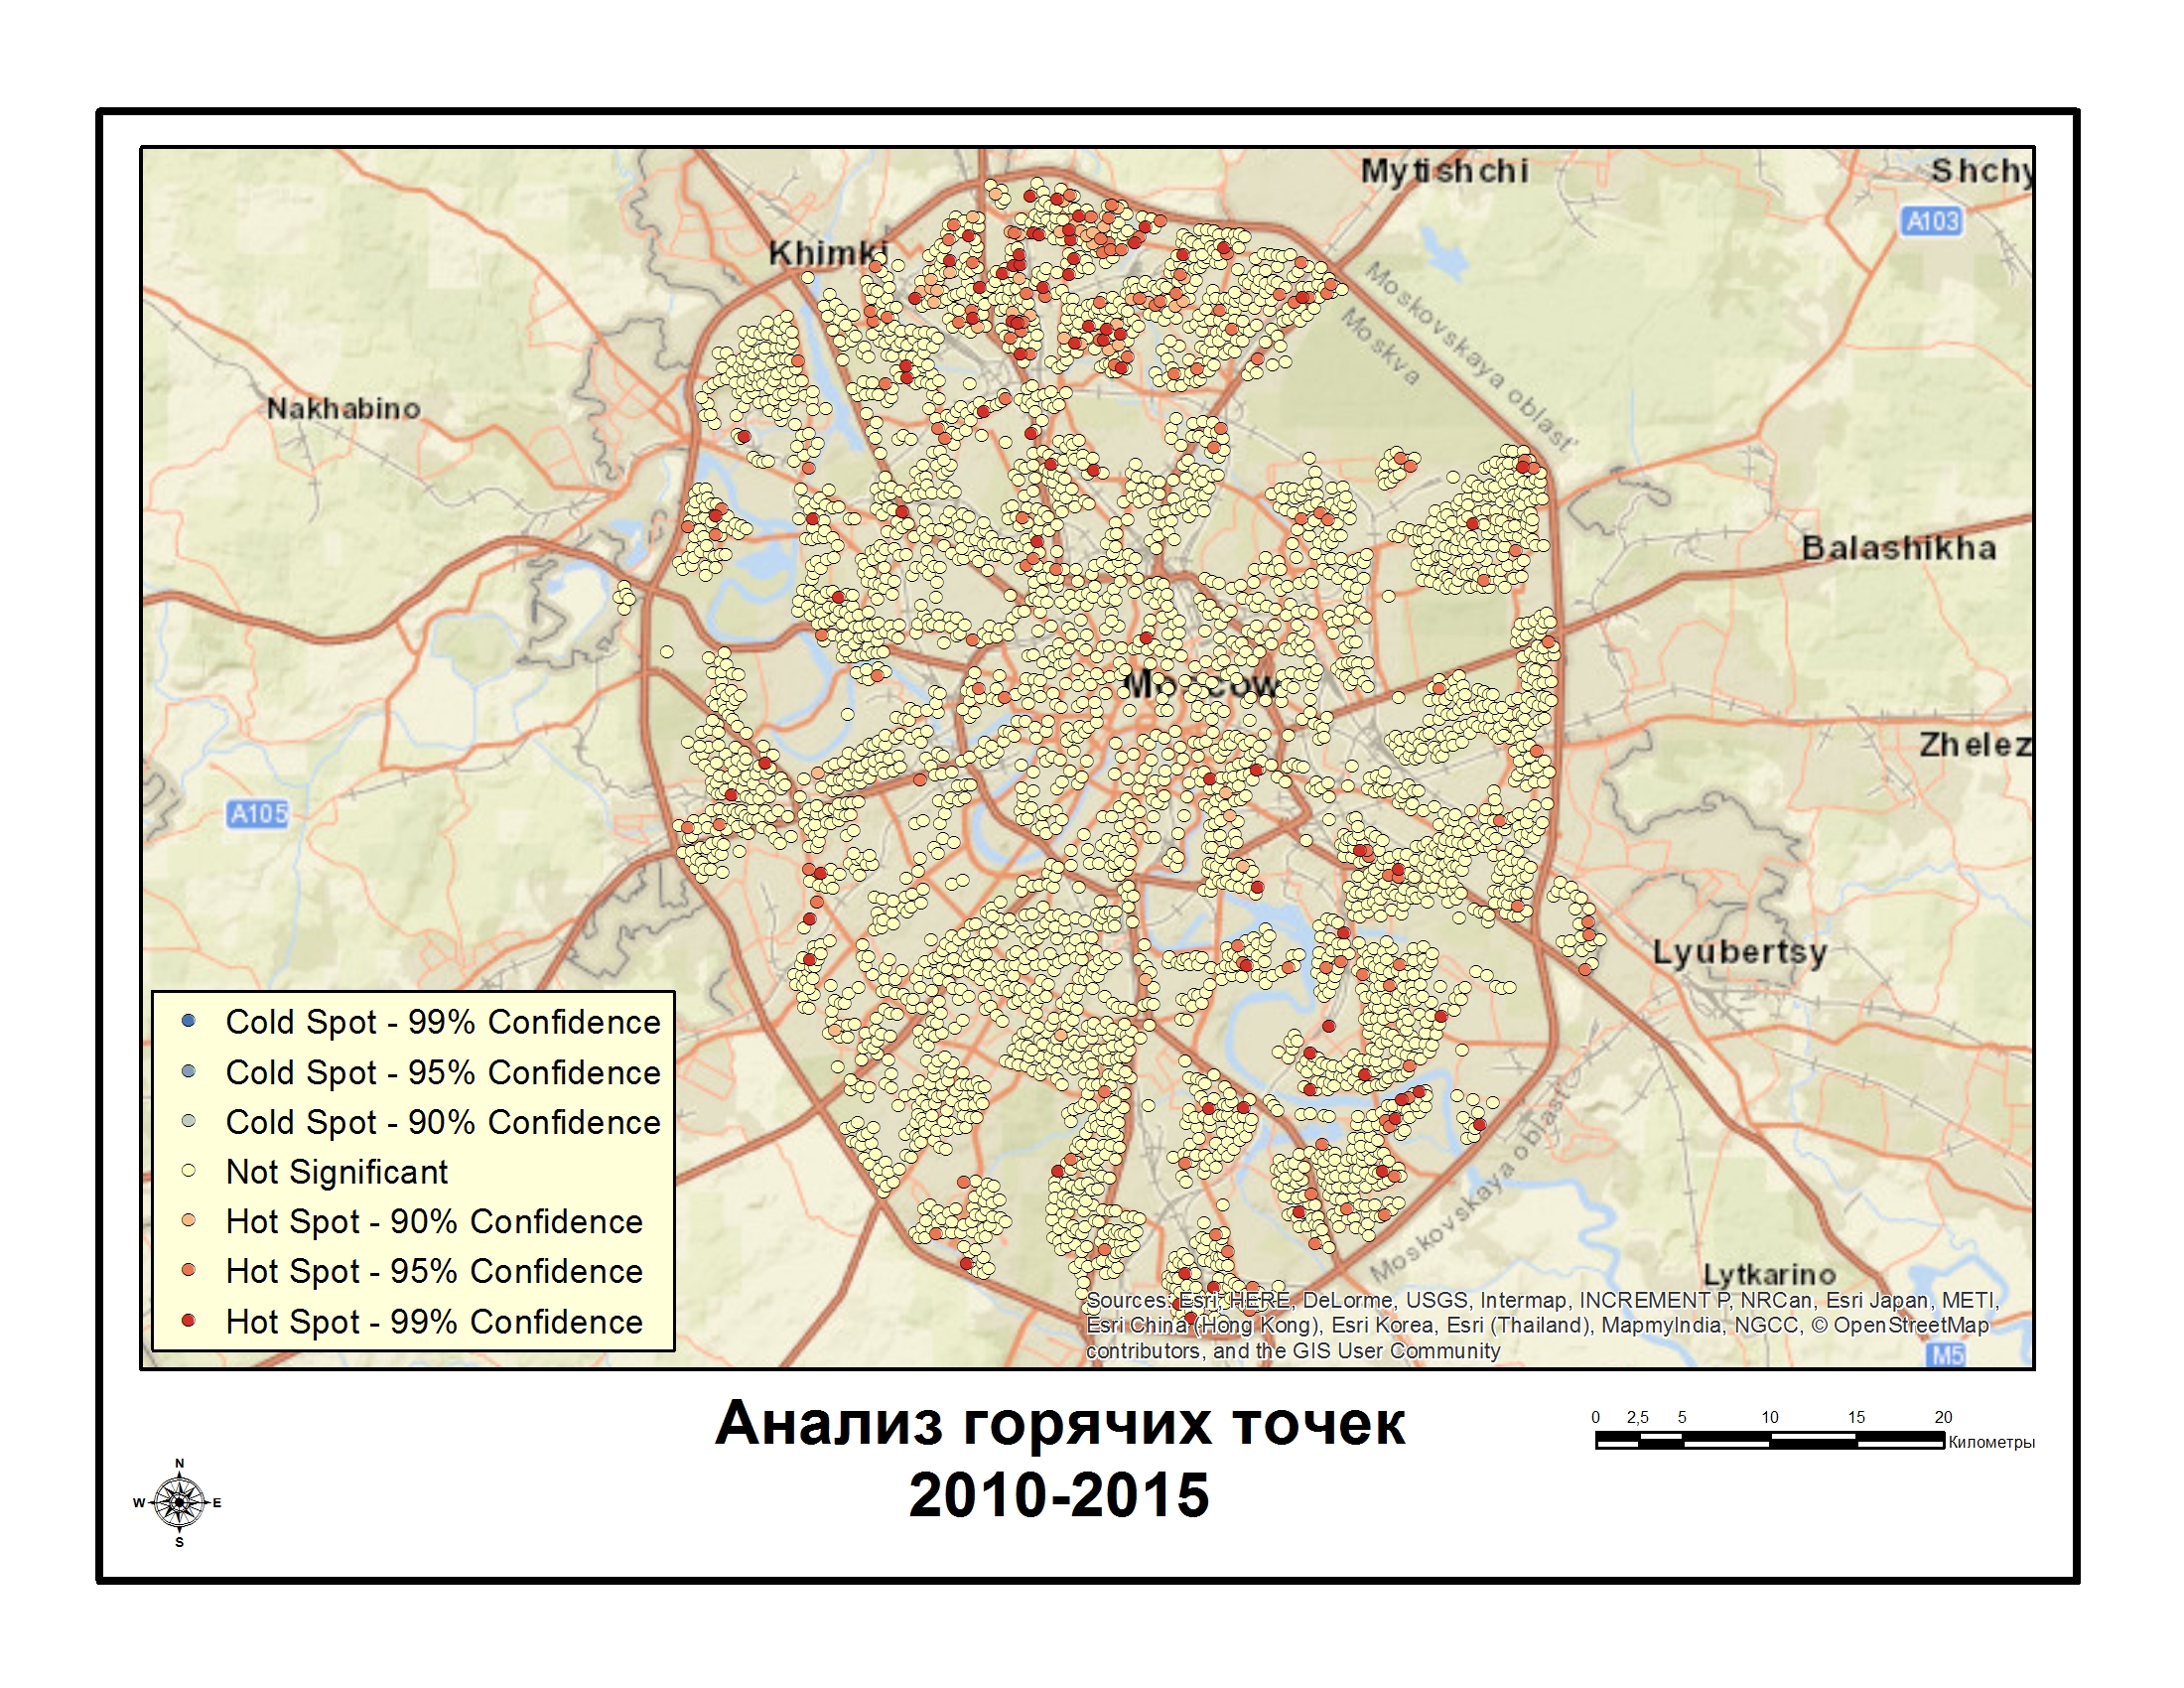 Mytishchi
Shchy
A103
Khimki
Moskovskaya oblast'
Moskva
Nakhabino
Balashikha
Moscow
Zhelez
A105
Lyubertsy
Moskovskaya oblast'
Lytkarino
M5
Cold Spot - 99% Confidence
Cold Spot - 95% Confidence
Cold Spot - 90% Confidence
Not Significant
Hot Spot - 90% Confidence
Hot Spot - 95% Confidence
Hot Spot - 99% Confidence
Sources: Esri, HERE, DeLorme, USGS, Intermap, INCREMENT P, NRCan, Esri Japan, METI,
Esri China (Hong Kong), Esri Korea, Esri (Thailand), MapmyIndia, NGCC, © OpenStreetMap
contributors, and the GIS User Community
Анализ горячих точек
2010-2015
0 2,5 5 10 15 20
Километры
N
W E
S